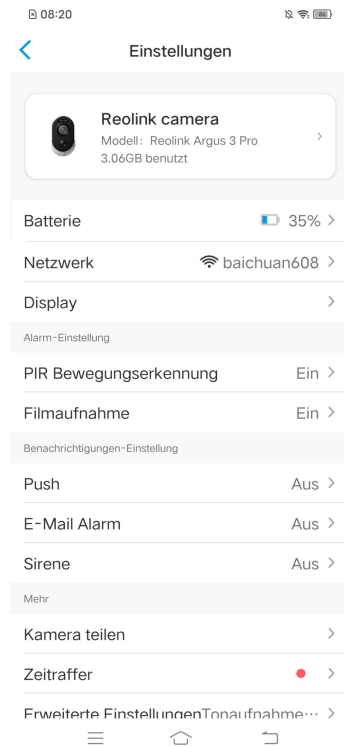 08:20
86
Einstellungen
Reolink camera
Modell: Reolink Argus 3 Pro
3.06GB benutzt
Batterie 35%
Netzwerk baichuan608
Display
Alarm-Einstellung
PIR Bewegungserkennung Ein
Filmaufnahme Ein
Benachrichtigungen-Einstellung
Push Aus
E-Mail Alarm Aus
Sirene Aus
Mehr
Kamera teilen
Zeitraffer
Erweiterte EinstellungenTonaufnahme···